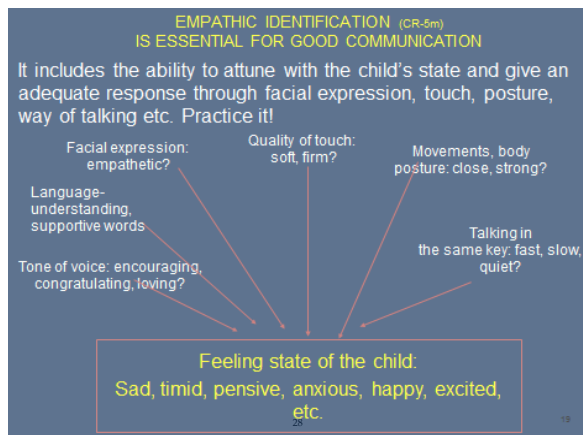 EMPATHIC IDENTIFICATION (CR-5m)
IS ESSENTIAL FOR GOOD COMMUNICATION
It includes the ability to attune with the child's state and give an
adequate response through facial expression, touch, posture,
way of talking etc. Practice it!
Facial expression:
empathetic?
Quality of touch:
soft, firm?
Movements, body
posture: close, strong?
Language-
understanding,
supportive words
Talking in
the same key: fast, slow,
quiet?
Tone of voice: encouraging,
congratulating, loving?
Feeling state of the child:
Sad, timid, pensive, anxious, happy, excited,
etc.
28
19